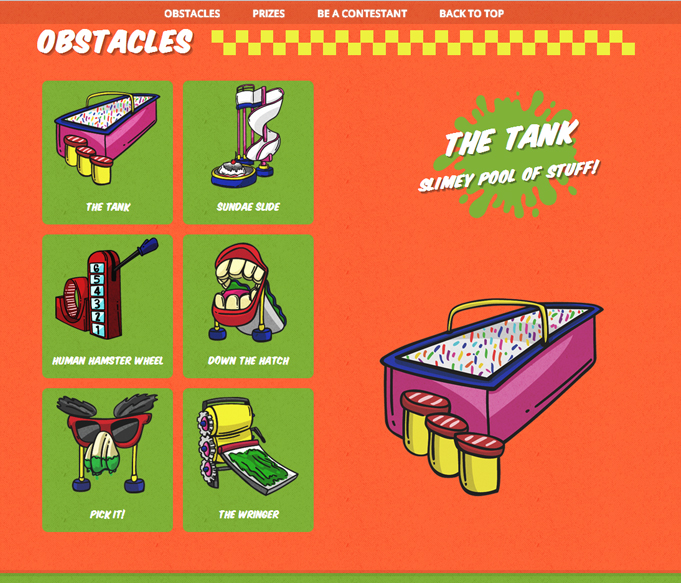 OBSTACLES PRIZES BE A CONTESTANT BACK TO TOP
OBSTACLES
THE TANK
SUNDAE SLIDE
HUMAN HAMSTER WHEEL
DOWN THE HATCH
PICK IT!
THE WRINGER
THE TANK
SLIMEY POOL OF STUFF!
6
5
4
3
2
1